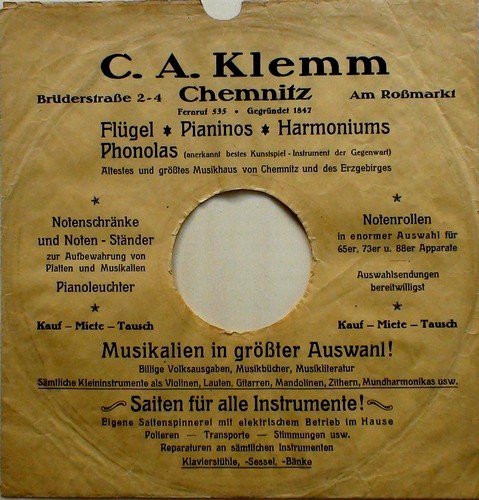 C. A. Klemm
Brüderstraße 2-4 Chemnitz Am Roßmarkt
Fernruf 535 • Gegründet 1847
Flügel ★ Pianinos ★ Harmoniums
Phonolas (anerkannt bestes Kunstspiel-Instrument der Gegenwart)
Ältestes und größtes Musikhaus von Chemnitz und des Erzgebirges
Notenschränke
und Noten - Ständer
zur Aufbewahrung von
Platten und Musikalien
Pianoleuchter
Kauf – Miete – Tausch
Notenrollen
in enormer Auswahl für
65er, 73er u. 88er Apparate
Auswahlsendungen
bereitwilligst
Kauf – Miete – Tausch
Musikalien in größter Auswahl!
Billige Volksausgaben, Musikbücher, Musikliteratur
Sämtliche Kleininstrumente als Violinen, Lauten, Gitarren, Mandolinen, Zithern, Mundharmonikas usw.
Saiten für alle Instrumente!
Eigene Saitenspinnerei mit elektrischem Betrieb im Hause
Polieren — Transporte — Stimmungen usw.
Reparaturen an sämtlichen Instrumenten
Klavierstühle, -Sessel, -Bänke